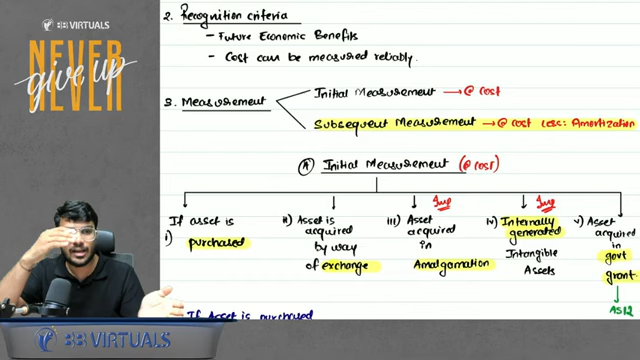 BB VIRTUALS
NEVER
give up
NEVER
2. Recognition criteria
- Future Economic Benefits
- Cost can be measured reliably.
3. Measurement
Initial Measurement → @ cost
Subsequent Measurement → @ cost less: Amortization
A Initial Measurement (@ cost)
i) If asset is purchased
ii) Asset is acquired by way of exchange
Imp
iii) Asset acquired in Amalgamation
Imp
iv) Internally generated Intangible Assets
v) Asset acquired in govt grant.
AS12
If Asset is purchased
BB VIRTUALS